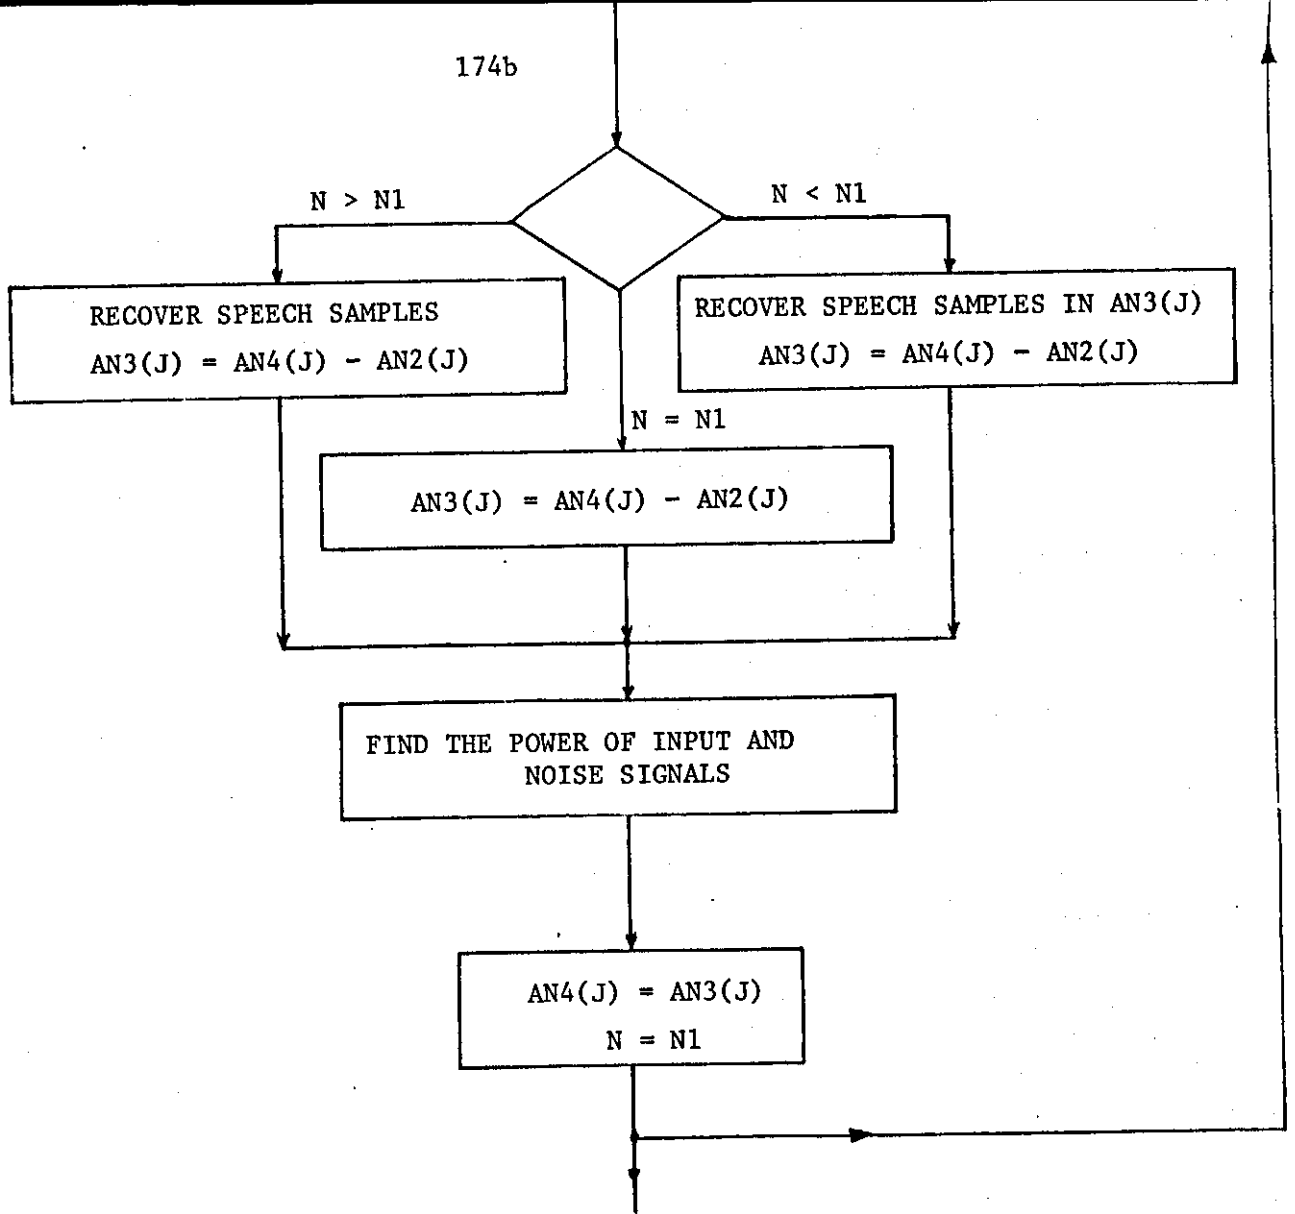 174b
N > N1
N < N1
RECOVER SPEECH SAMPLES
AN3(J) = AN4(J) - AN2(J)
RECOVER SPEECH SAMPLES IN AN3(J)
AN3(J) = AN4(J) - AN2(J)
N = N1
AN3(J) = AN4(J) - AN2(J)
FIND THE POWER OF INPUT AND
NOISE SIGNALS
AN4(J) = AN3(J)
N = N1